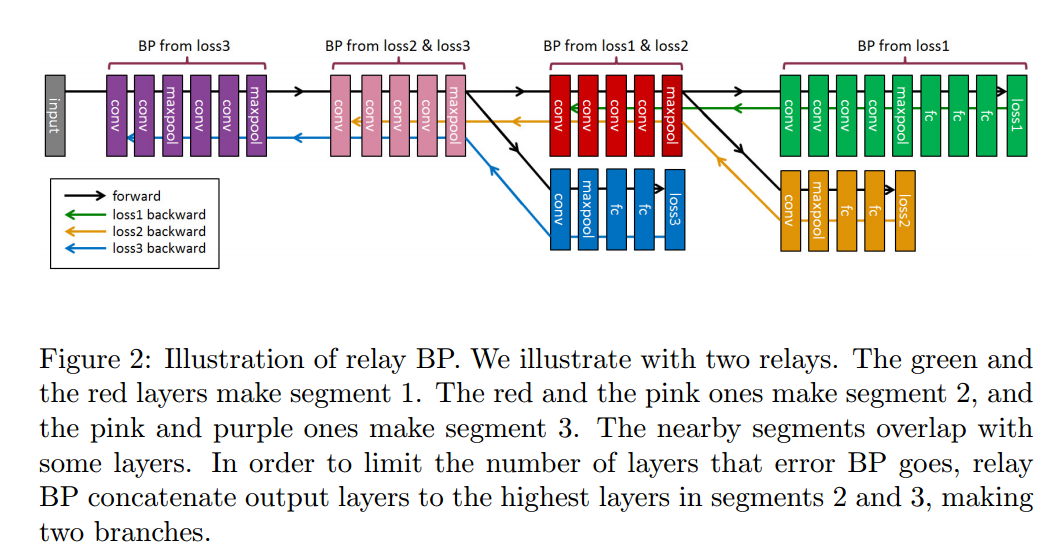 BP from loss3
BP from loss2 & loss3
BP from loss1 & loss2
BP from loss1
input
conv
conv
maxpool
conv
conv
maxpool
conv
conv
conv
conv
maxpool
conv
conv
conv
conv
maxpool
conv
conv
conv
conv
maxpool
fc
fc
fc
loss1
conv
maxpool
fc
fc
loss3
conv
maxpool
fc
fc
loss2
forward
loss1 backward
loss2 backward
loss3 backward
Figure 2: Illustration of relay BP. We illustrate with two relays. The green and
the red layers make segment 1. The red and the pink ones make segment 2, and
the pink and purple ones make segment 3. The nearby segments overlap with
some layers. In order to limit the number of layers that error BP goes, relay
BP concatenate output layers to the highest layers in segments 2 and 3, making
two branches.